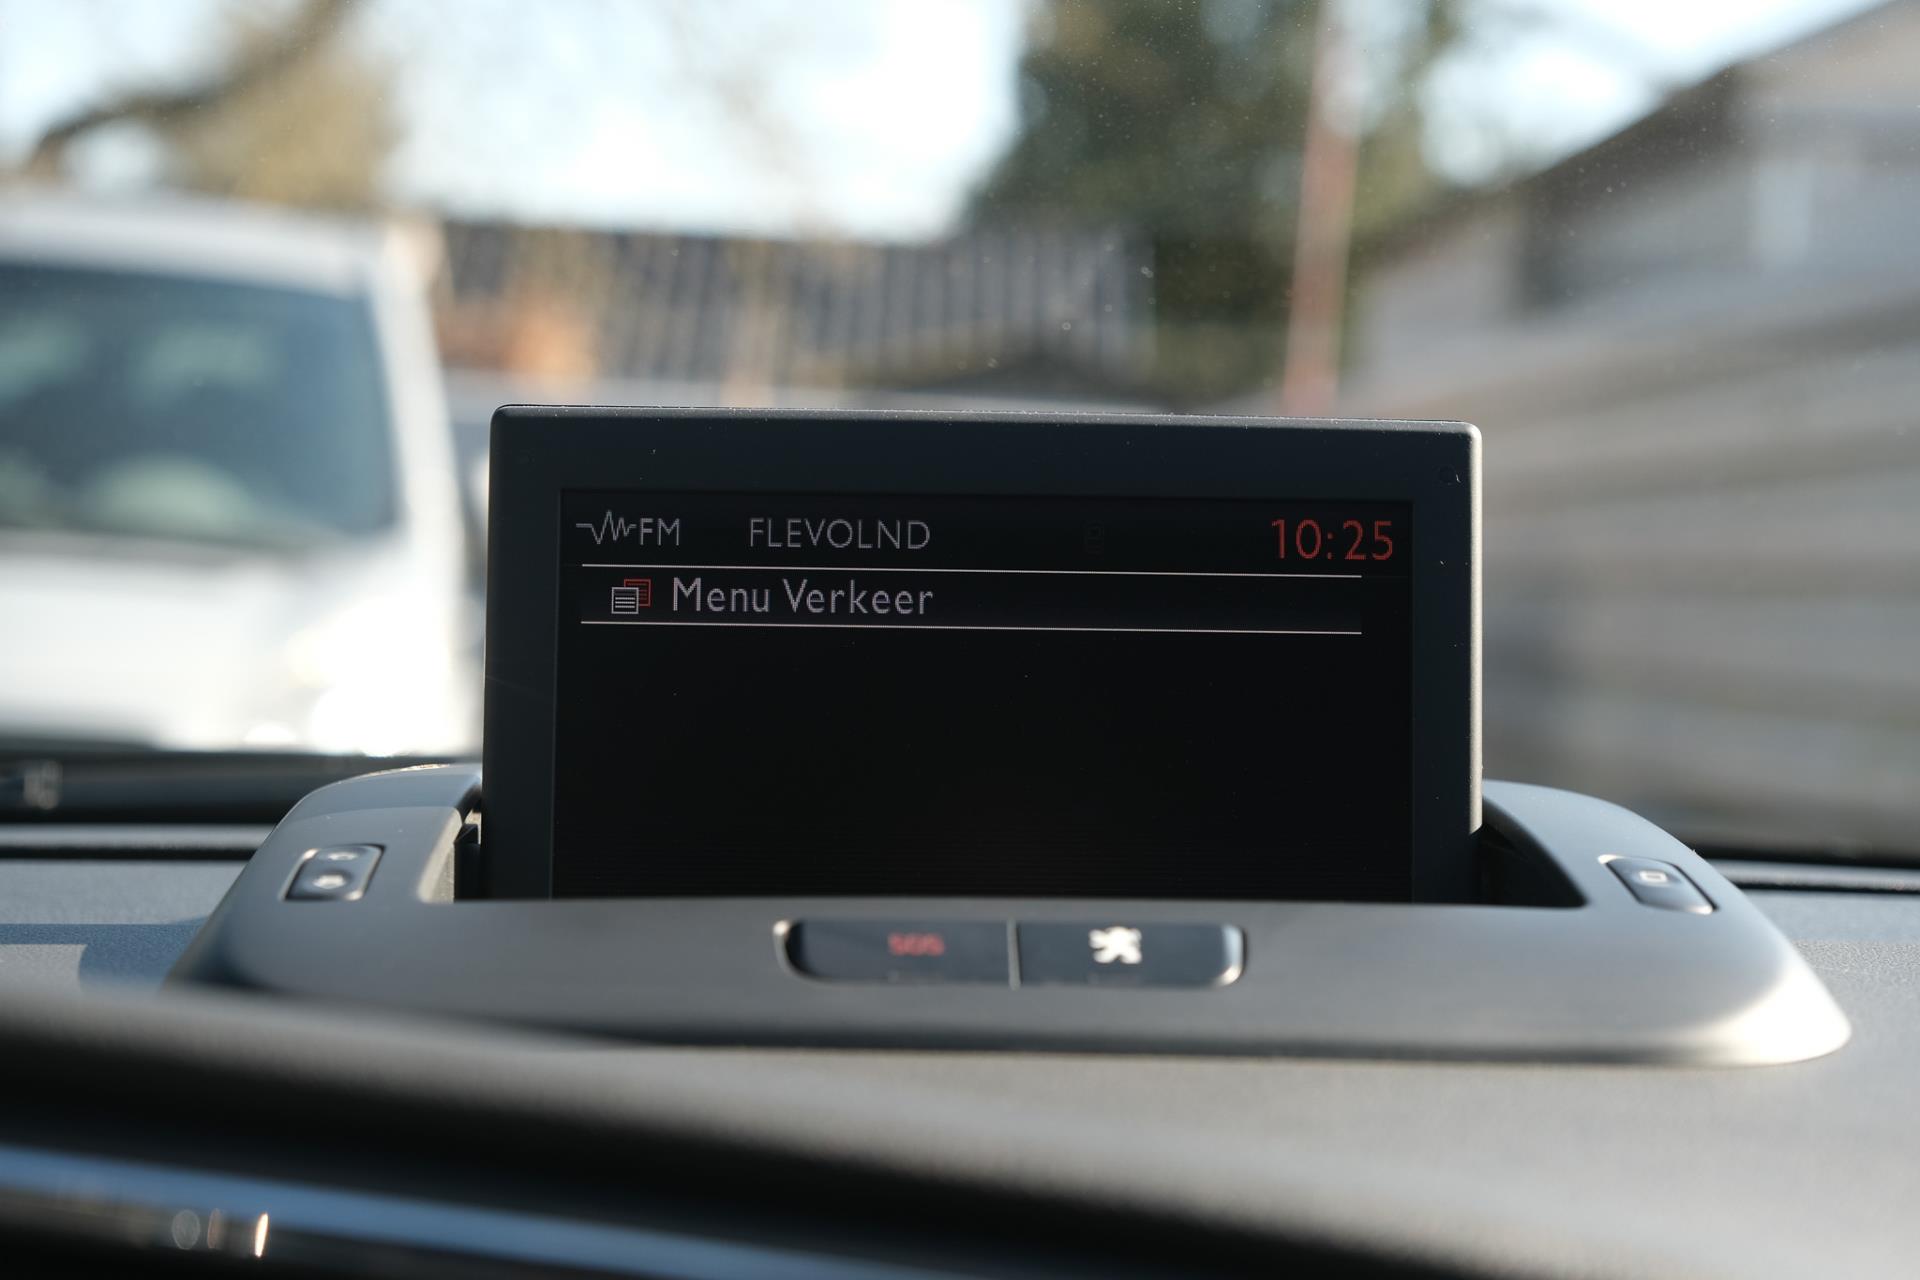 FM FLEVOLND 10:25
Menu Verkeer
SOS